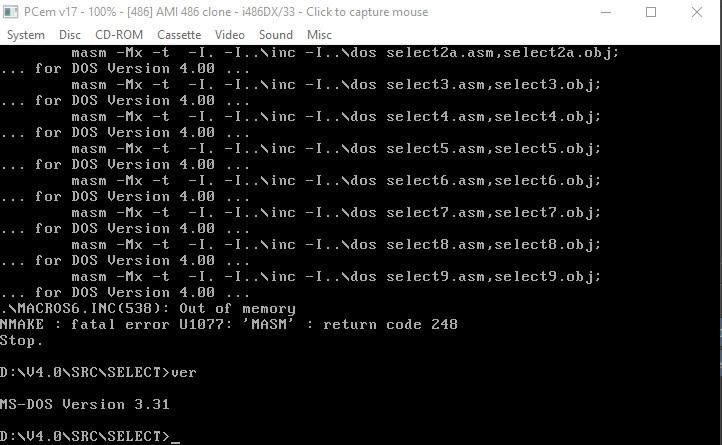 PCem v17 - 100% - [486] AMI 486 clone - i486DX/33 - Click to capture mouse
System Disc CD-ROM Cassette Video Sound Misc
masm -Mx -t  -I. -I..\inc -I..\dos select2a.asm,select2a.obj;
... for DOS Version 4.00 ...
masm -Mx -t  -I. -I..\inc -I..\dos select3.asm,select3.obj;
... for DOS Version 4.00 ...
masm -Mx -t  -I. -I..\inc -I..\dos select4.asm,select4.obj;
... for DOS Version 4.00 ...
masm -Mx -t  -I. -I..\inc -I..\dos select5.asm,select5.obj;
... for DOS Version 4.00 ...
masm -Mx -t  -I. -I..\inc -I..\dos select6.asm,select6.obj;
... for DOS Version 4.00 ...
masm -Mx -t  -I. -I..\inc -I..\dos select7.asm,select7.obj;
... for DOS Version 4.00 ...
masm -Mx -t  -I. -I..\inc -I..\dos select8.asm,select8.obj;
... for DOS Version 4.00 ...
masm -Mx -t  -I. -I..\inc -I..\dos select9.asm,select9.obj;
... for DOS Version 4.00 ...
.\MACROS6.INC(538): Out of memory
NMAKE : fatal error U1077: 'MASM' : return code 248
Stop.
D:\V4.0\SRC\SELECT>ver
MS-DOS Version 3.31
D:\V4.0\SRC\SELECT>_